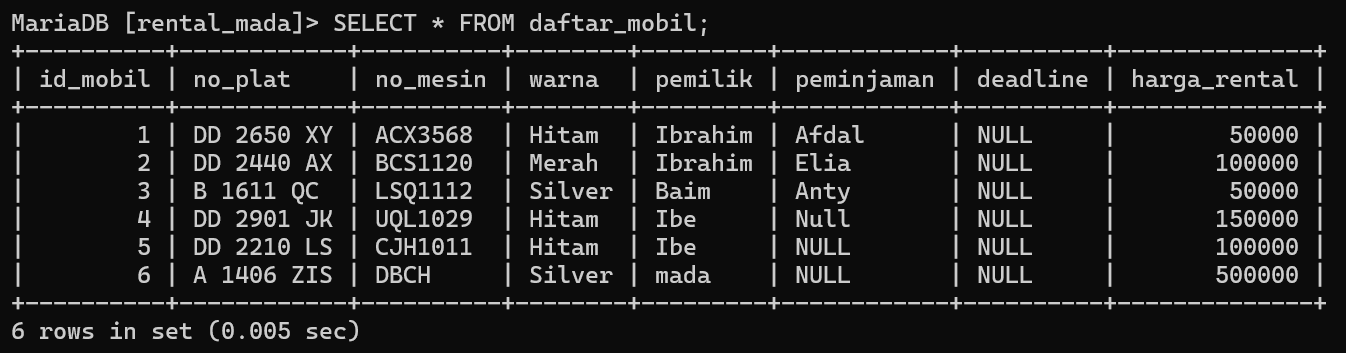 MariaDB [rental_mada]> SELECT * FROM daftar_mobil;
+----------+------------+----------+--------+---------+------------+----------+--------------+
| id_mobil | no_plat    | no_mesin | warna  | pemilik | peminjaman | deadline | harga_rental |
+----------+------------+----------+--------+---------+------------+----------+--------------+
|        1 | DD 2650 XY | ACX3568  | Hitam  | Ibrahim | Afdal      | NULL     |        50000 |
|        2 | DD 2440 AX | BCS1120  | Merah  | Ibrahim | Elia       | NULL     |       100000 |
|        3 | B 1611 QC  | LSQ1112  | Silver | Baim    | Anty       | NULL     |        50000 |
|        4 | DD 2901 JK | UQL1029  | Hitam  | Ibe     | Null       | NULL     |       150000 |
|        5 | DD 2210 LS | CJH1011  | Hitam  | Ibe     | NULL       | NULL     |       100000 |
|        6 | A 1406 ZIS | DBCH     | Silver | mada    | NULL       | NULL     |       500000 |
+----------+------------+----------+--------+---------+------------+----------+--------------+
6 rows in set (0.005 sec)